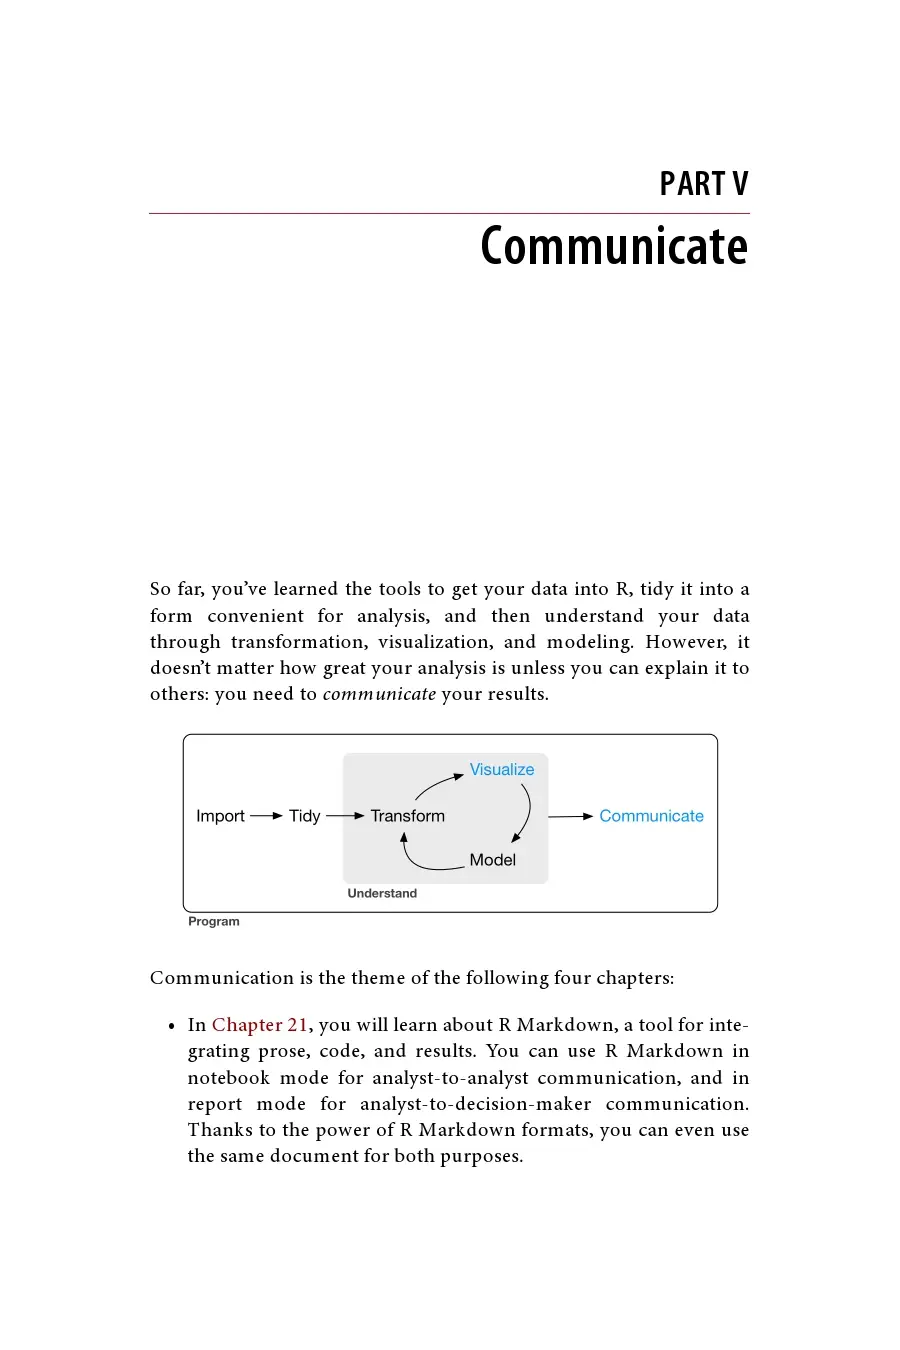 PART V
Communicate
So far, you’ve learned the tools to get your data into R, tidy it into a
form convenient for analysis, and then understand your data
through transformation, visualization, and modeling. However, it
doesn’t matter how great your analysis is unless you can explain it to
others: you need to communicate your results.
Visualize
Import Tidy Transform Communicate
Model
Understand
Program
Communication is the theme of the following four chapters:
• In Chapter 21, you will learn about R Markdown, a tool for inte-
grating prose, code, and results. You can use R Markdown in
notebook mode for analyst-to-analyst communication, and in
report mode for analyst-to-decision-maker communication.
Thanks to the power of R Markdown formats, you can even use
the same document for both purposes.